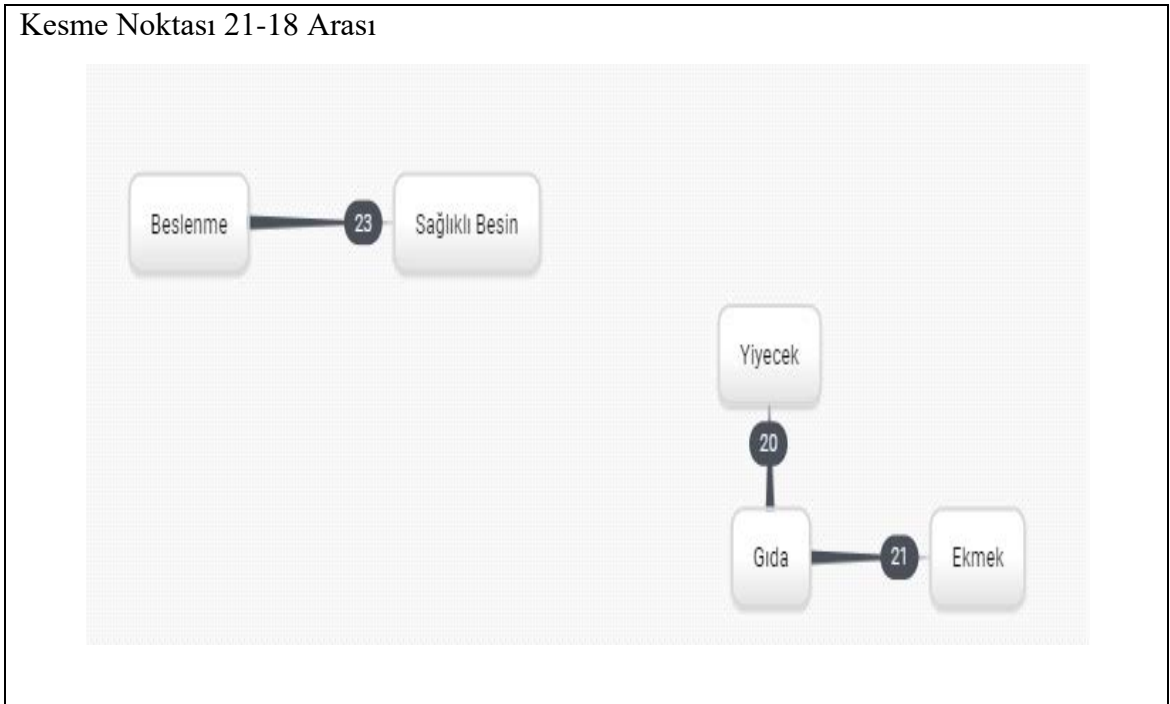 Kesme Noktası 21-18 Arası
Beslenme 23 Sağlıklı Besin
Yiyecek
20
Gıda 21 Ekmek